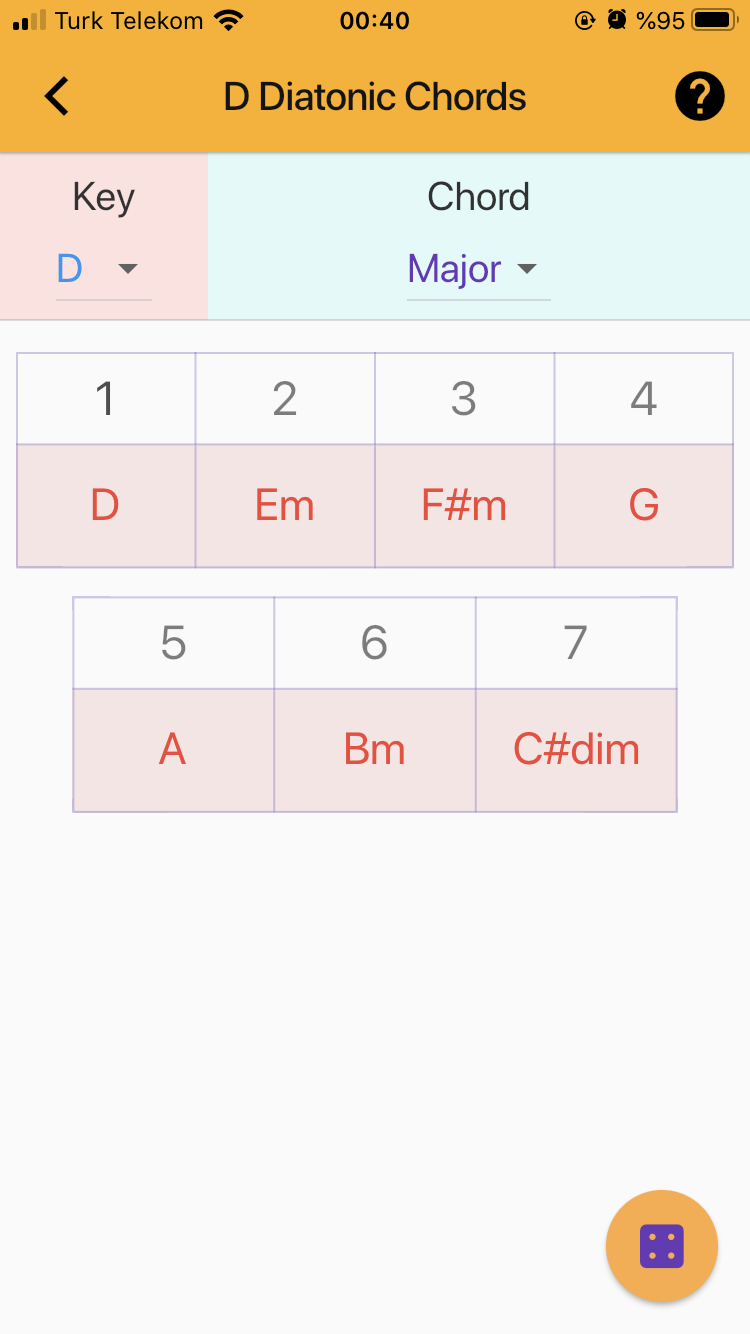 Turk Telekom 00:40 %95
D Diatonic Chords ?
Key Chord
D Major
1 2 3 4
D Em F#m G
5 6 7
A Bm C#dim